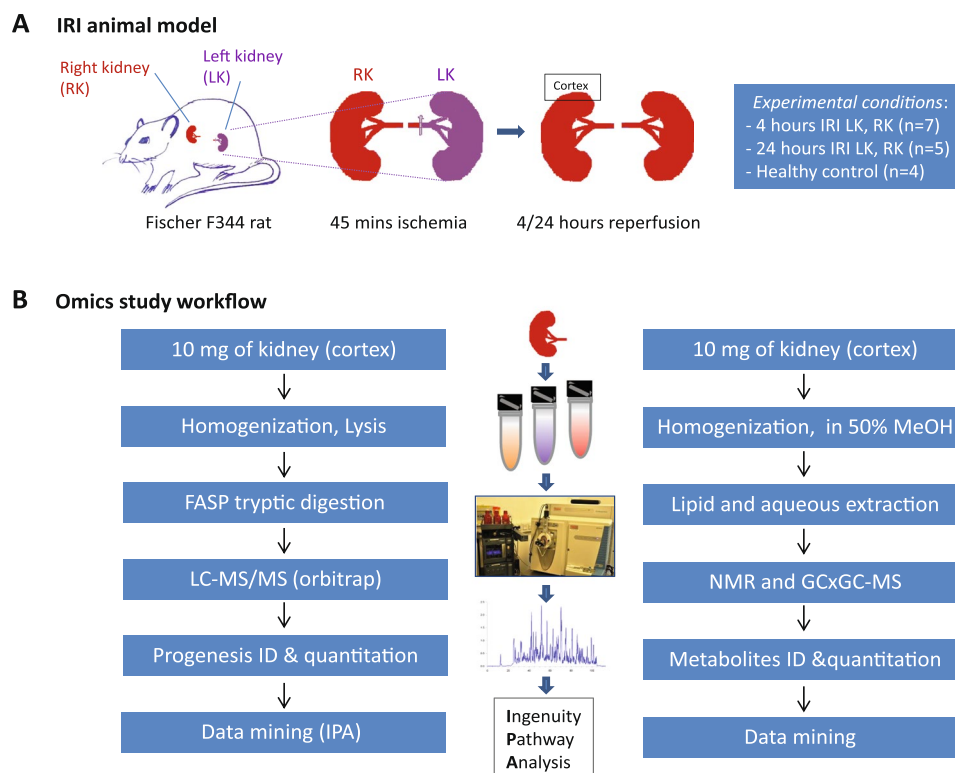 A IRI animal model
Right kidney
(RK)
Left kidney
(LK)
RK
LK
Cortex
Experimental conditions:
- 4 hours IRI LK, RK (n=7)
- 24 hours IRI LK, RK (n=5)
- Healthy control (n=4)
Fischer F344 rat
45 mins ischemia
4/24 hours reperfusion
B Omics study workflow
10 mg of kidney (cortex)
Homogenization, Lysis
FASP tryptic digestion
LC-MS/MS (orbitrap)
Progenesis ID & quantitation
Data mining (IPA)
Ingenuity
Pathway
Analysis
10 mg of kidney (cortex)
Homogenization, in 50% MeOH
Lipid and aqueous extraction
NMR and GCxGC-MS
Metabolites ID &quantitation
Data mining